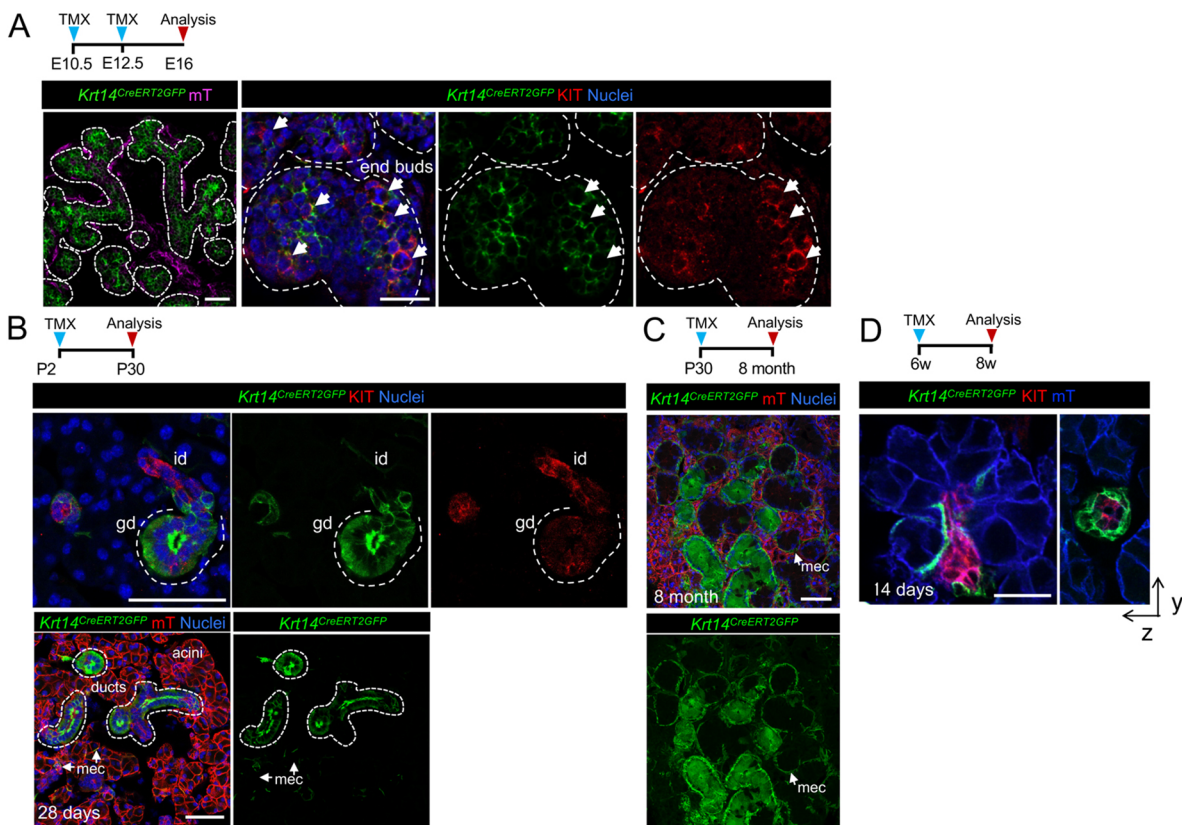 A
TMX TMX Analysis
E10.5 E12.5 E16
Krt14CreERT2GFP mT
Krt14CreERT2GFP KIT Nuclei
end buds
B
TMX Analysis
P2 P30
Krt14CreERT2GFP KIT Nuclei
id
gd
id
gd
id
gd
Krt14CreERT2GFP mT Nuclei
Krt14CreERT2GFP
acini
ducts
mec
28 days
mec
C
TMX Analysis
P30 8 month
Krt14CreERT2GFP mT Nuclei
mec
8 month
Krt14CreERT2GFP
mec
D
TMX Analysis
6w 8w
Krt14CreERT2GFP KIT mT
14 days
y
z